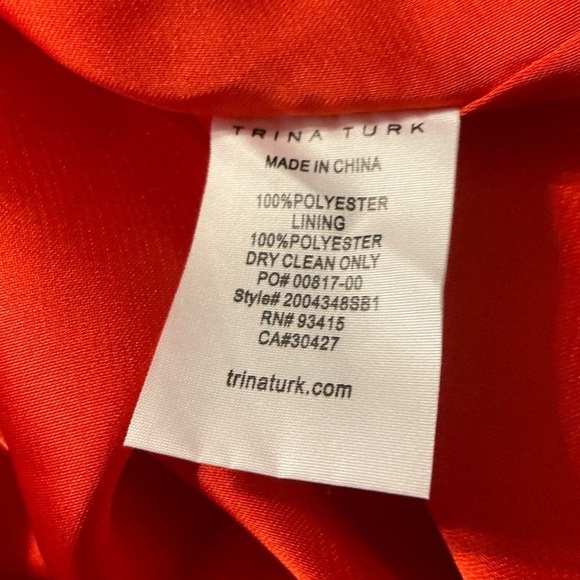 TRINA TURK
MADE IN CHINA
100%POLYESTER
LINING
100%POLYESTER
DRY CLEAN ONLY
PO# 00817-00
Style# 2004348SB1
RN# 93415
CA#30427
trinaturk.com